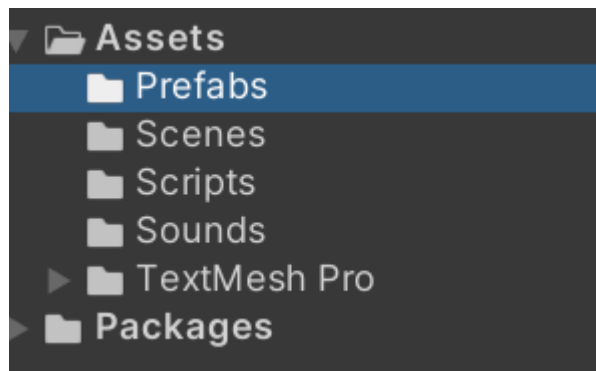 Assets
Prefabs
Scenes
Scripts
Sounds
TextMesh Pro
Packages